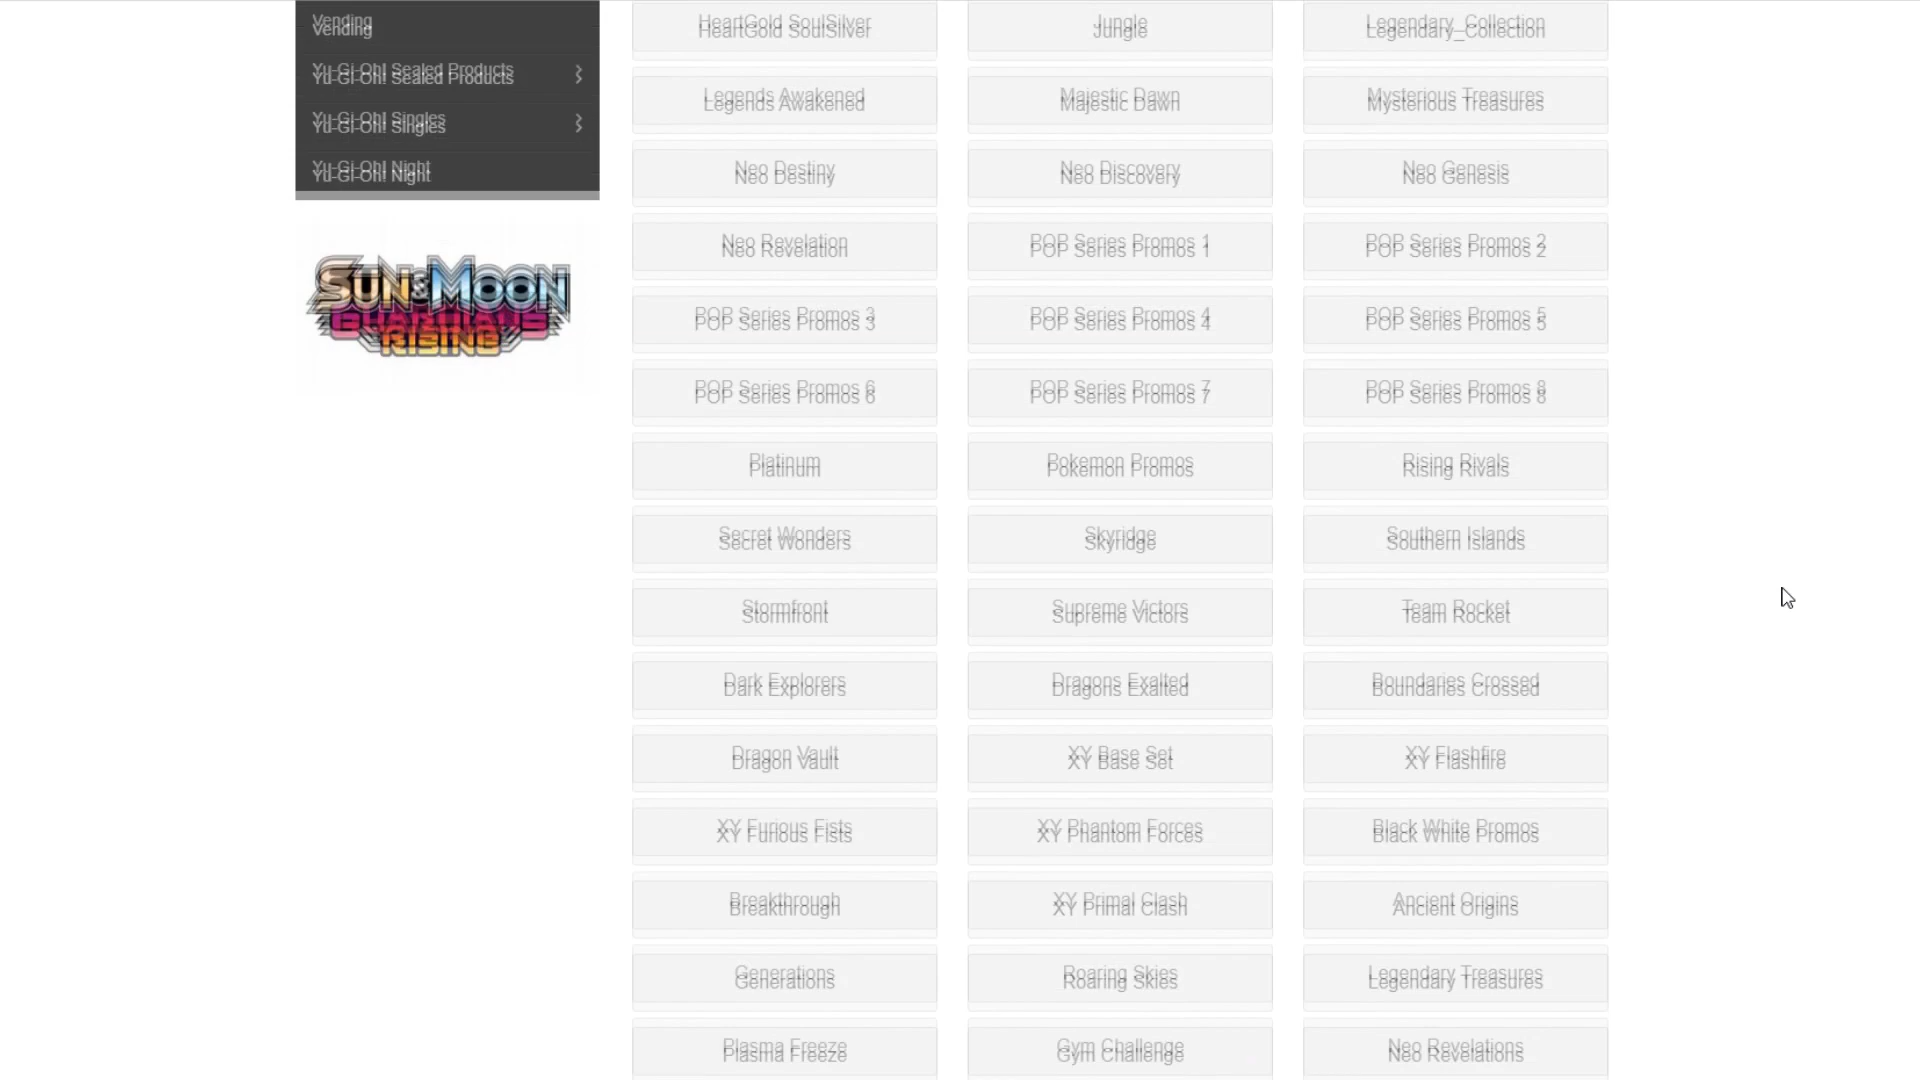 Vending
Yu-Gi-Oh! Sealed Products
Yu-Gi-Oh! Singles
Yu-Gi-Oh! Night
SUN & MOON
GUARDIANS
RISING
HeartGold SoulSilver Jungle Legendary_Collection
Legends Awakened Majestic Dawn Mysterious Treasures
Neo Destiny Neo Discovery Neo Genesis
Neo Revelation POP Series Promos 1 POP Series Promos 2
POP Series Promos 3 POP Series Promos 4 POP Series Promos 5
POP Series Promos 6 POP Series Promos 7 POP Series Promos 8
Platinum Pokemon Promos Rising Rivals
Secret Wonders Skyridge Southern Islands
Stormfront Supreme Victors Team Rocket
Dark Explorers Dragons Exalted Boundaries Crossed
Dragon Vault XY Base Set XY Flashfire
XY Furious Fists XY Phantom Forces Black White Promos
Breakthrough XY Primal Clash Ancient Origins
Generations Roaring Skies Legendary Treasures
Plasma Freeze Gym Challenge Neo Revelations